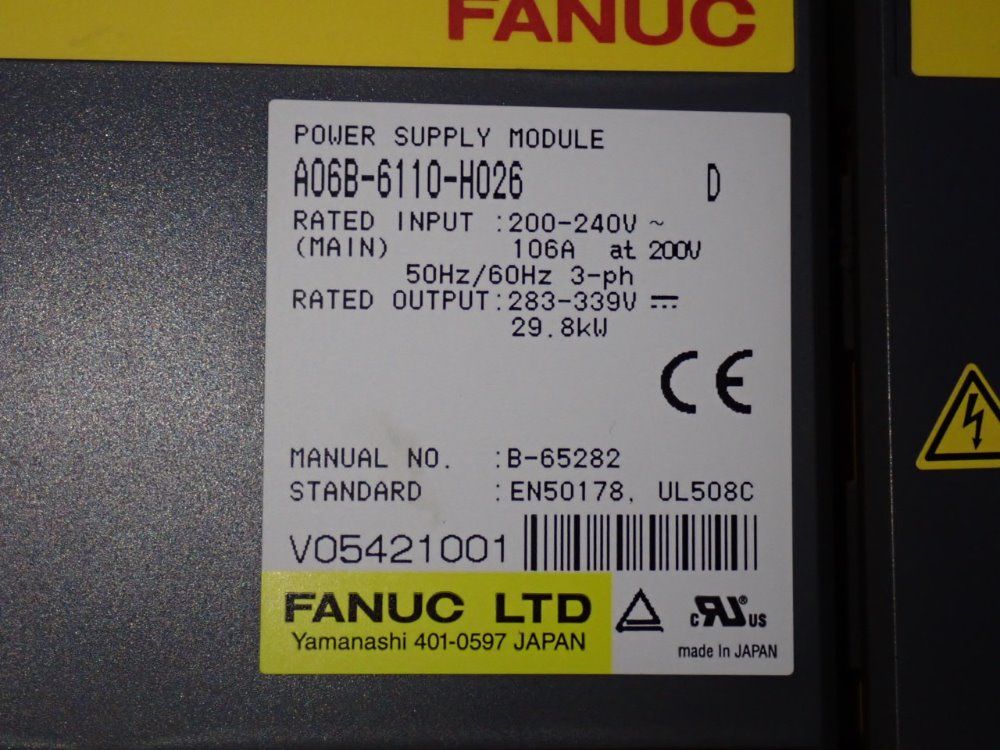 FANUC
POWER SUPPLY MODULE
A06B-6110-H026 D
RATED INPUT :200-240V ~
(MAIN) 106A at 200V
50Hz/60Hz 3-ph
RATED OUTPUT:283-339V ⎓
29.8kW
CE
MANUAL NO. :B-65282
STANDARD :EN50178, UL508C
V05421001
FANUC LTD
Yamanashi 401-0597 JAPAN
c RU® US
made In JAPAN